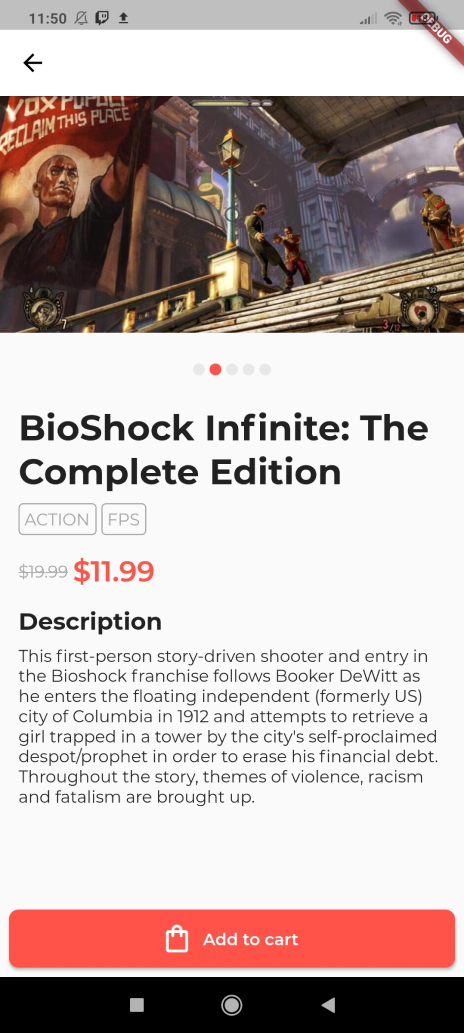 11:50
DEBUG
VOX POPULI
RECLAIM THIS PLACE
7
BioShock Infinite: The
Complete Edition
ACTION FPS
$19.99 $11.99
Description
This first-person story-driven shooter and entry in
the Bioshock franchise follows Booker DeWitt as
he enters the floating independent (formerly US)
city of Columbia in 1912 and attempts to retrieve a
girl trapped in a tower by the city's self-proclaimed
despot/prophet in order to erase his financial debt.
Throughout the story, themes of violence, racism
and fatalism are brought up.
Add to cart